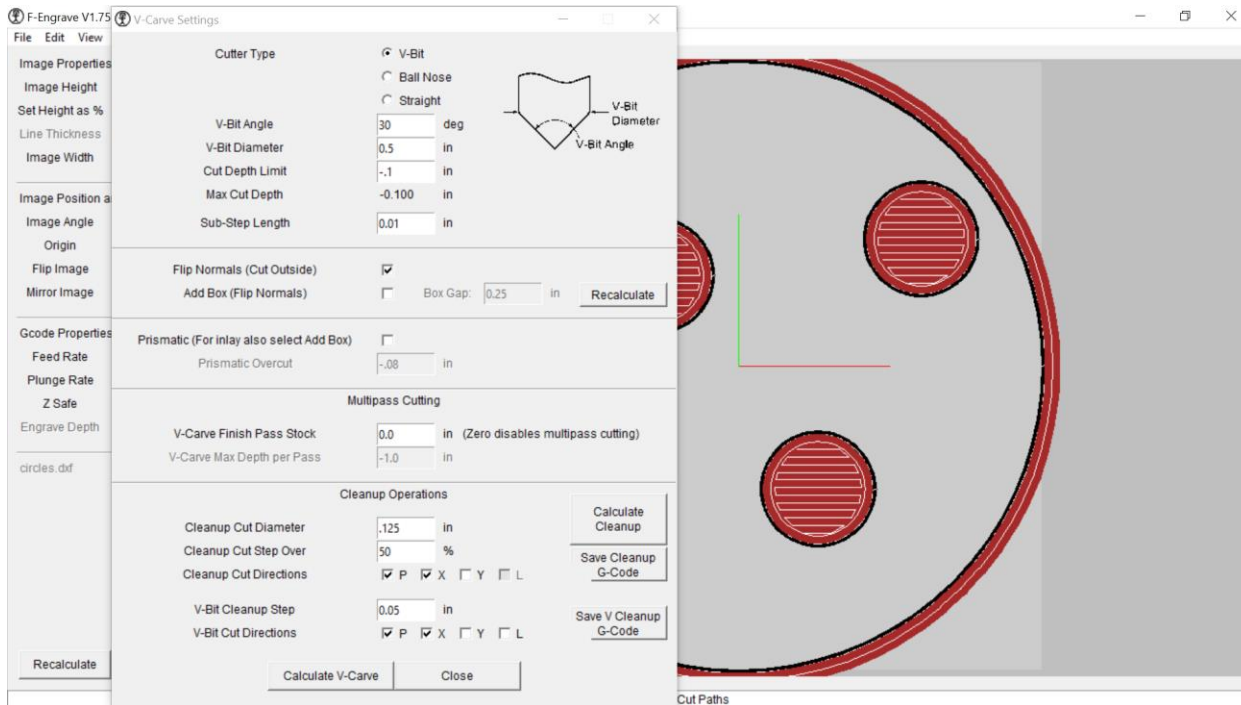 F-Engrave V1.75
File Edit View
Image Properties
Image Height
Set Height as %
Line Thickness
Image Width
Image Position a
Image Angle
Origin
Flip Image
Mirror Image
Gcode Properties
Feed Rate
Plunge Rate
Z Safe
Engrave Depth
circles.dxf
Recalculate
V-Carve Settings
Cutter Type
V-Bit
Ball Nose
Straight
V-Bit Diameter
V-Bit Angle
V-Bit Angle 30 deg
V-Bit Diameter 0.5 in
Cut Depth Limit -.1 in
Max Cut Depth -0.100 in
Sub-Step Length 0.01 in
Flip Normals (Cut Outside)
Add Box (Flip Normals) Box Gap: 0.25 in Recalculate
Prismatic (For inlay also select Add Box)
Prismatic Overcut -.08 in
Multipass Cutting
V-Carve Finish Pass Stock 0.0 in (Zero disables multipass cutting)
V-Carve Max Depth per Pass -1.0 in
Cleanup Operations
Calculate Cleanup
Cleanup Cut Diameter .125 in
Cleanup Cut Step Over 50 %
Save Cleanup G-Code
Cleanup Cut Directions P X Y L
V-Bit Cleanup Step 0.05 in
Save V Cleanup G-Code
V-Bit Cut Directions P X Y L
Calculate V-Carve Close
Cut Paths